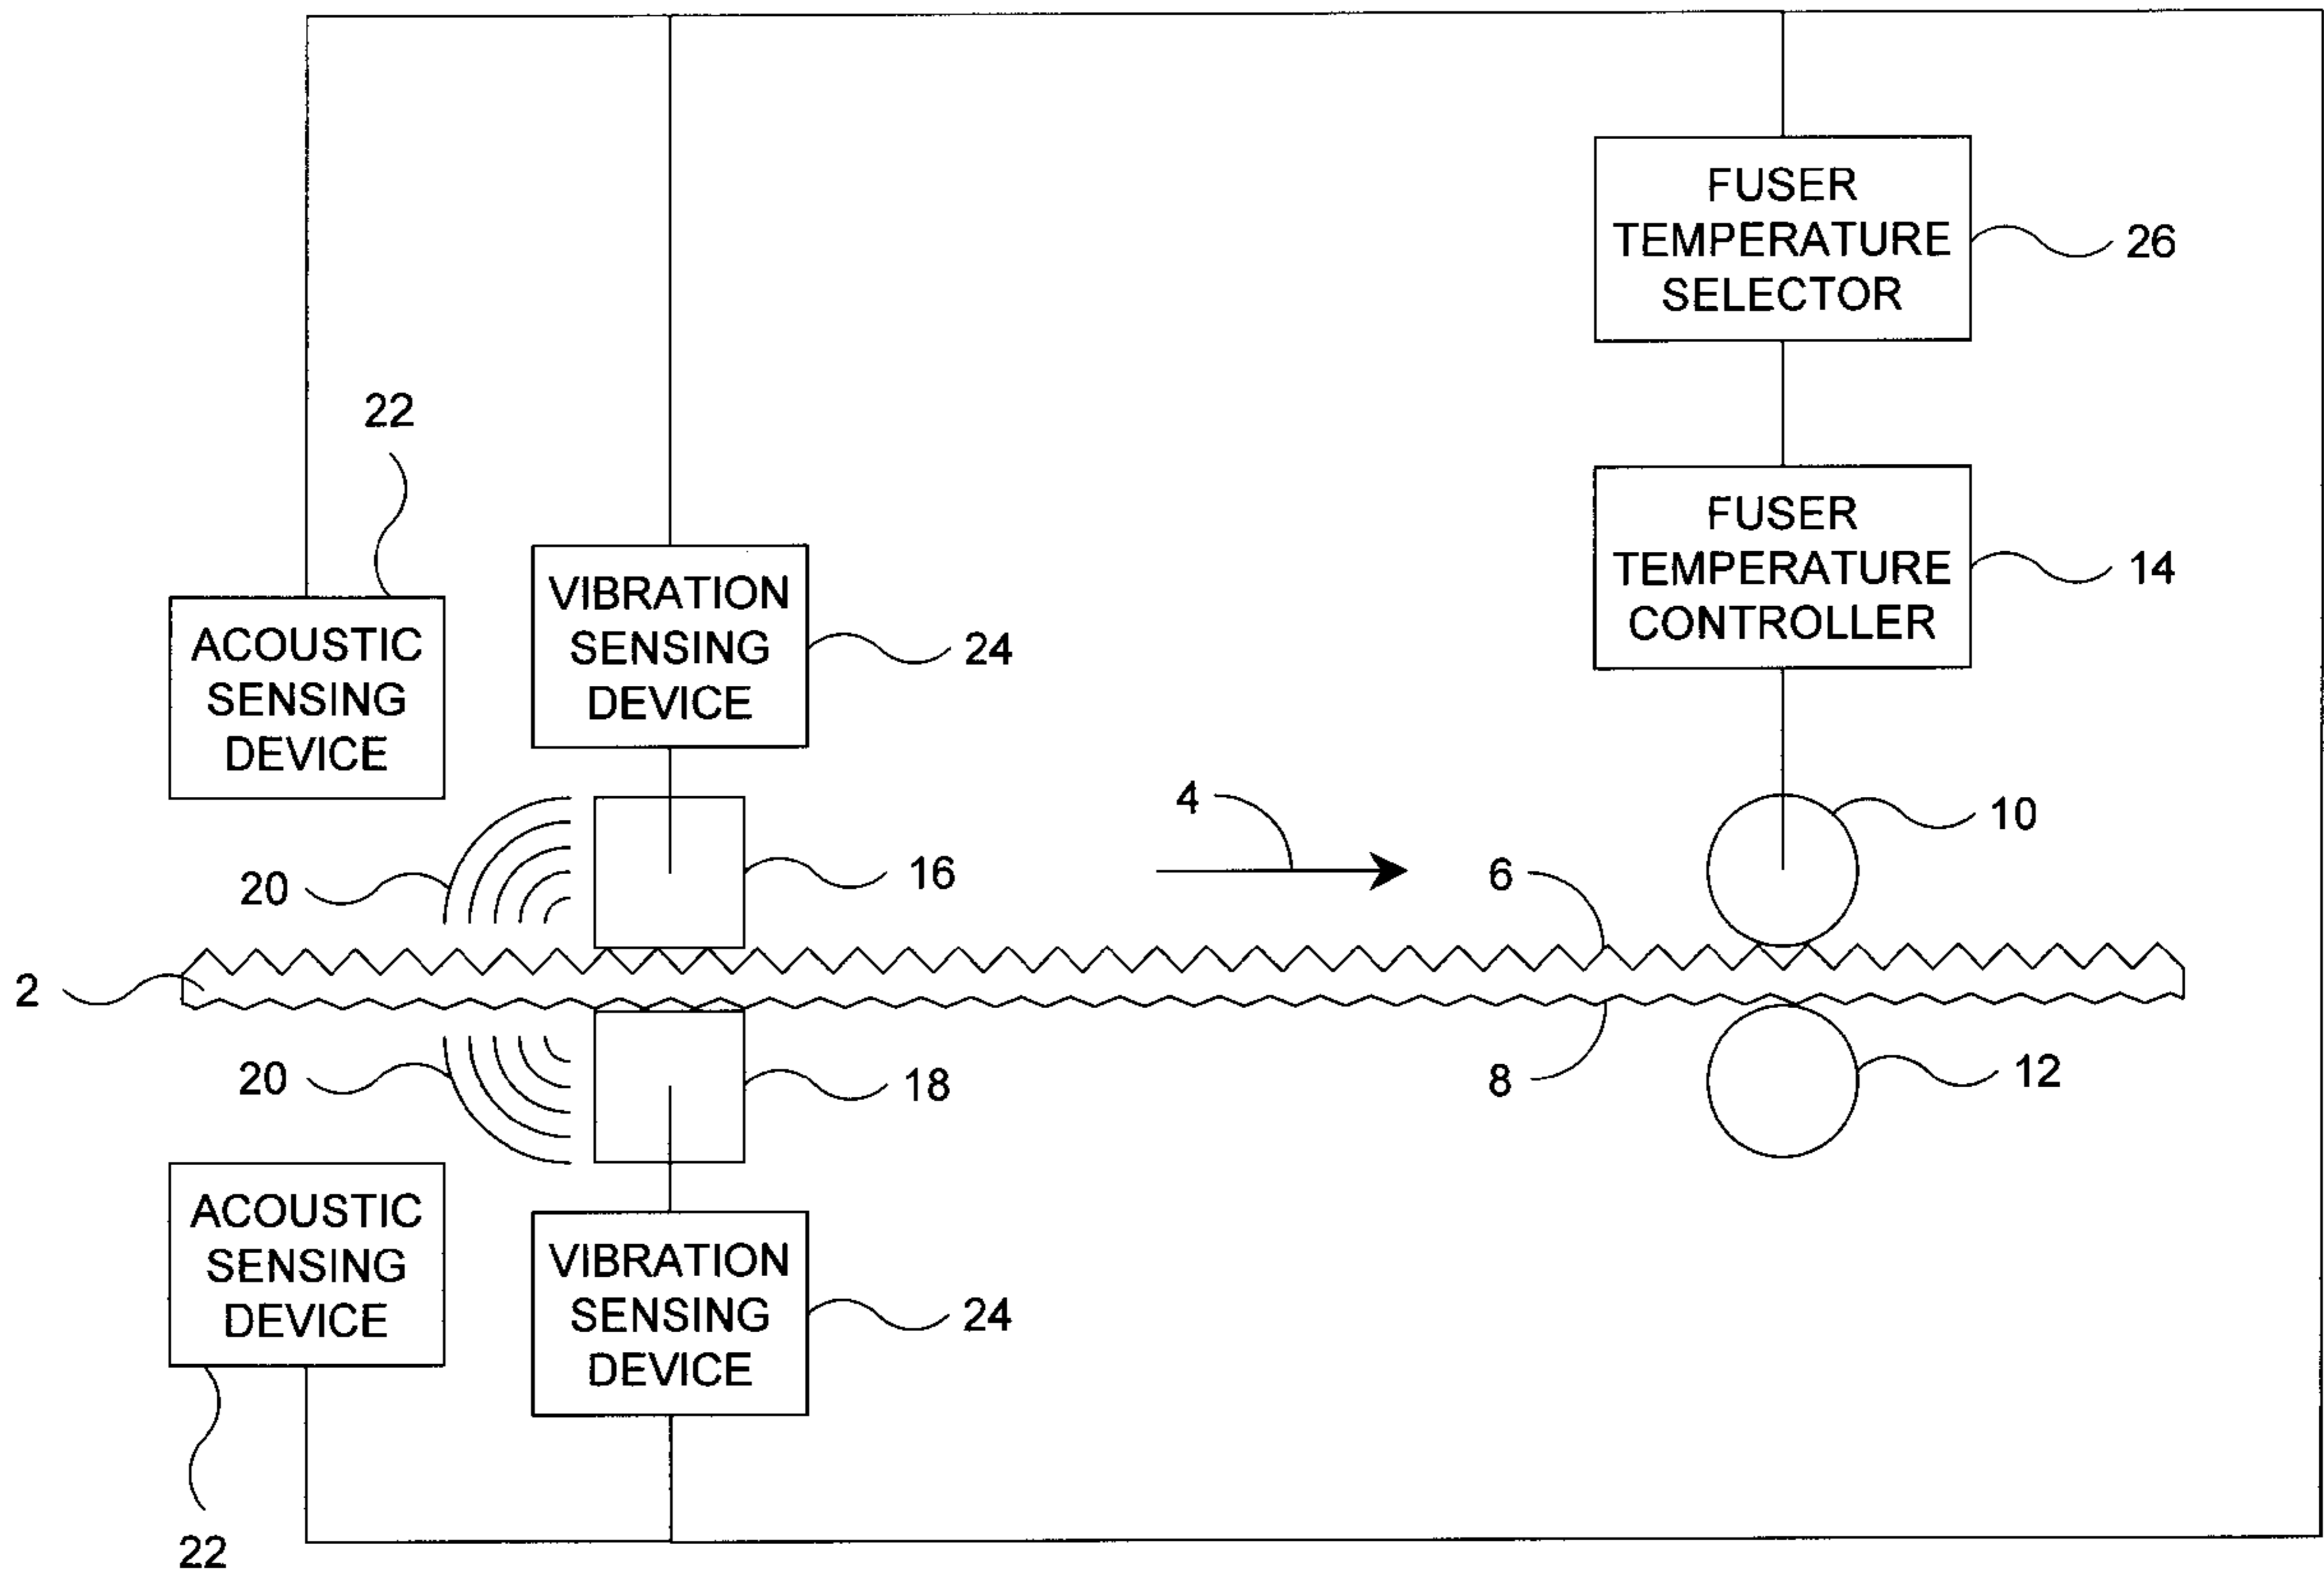 FUSER
TEMPERATURE
SELECTOR
26
22
FUSER
TEMPERATURE
CONTROLLER
14
VIBRATION
SENSING
DEVICE
24
ACOUSTIC
SENSING
DEVICE
4
10
20
16
6
2
20
18
8
12
ACOUSTIC
SENSING
DEVICE
VIBRATION
SENSING
DEVICE
24
22